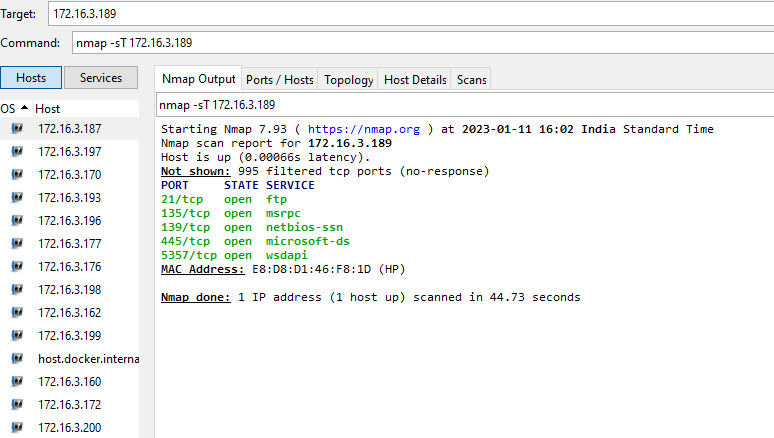 Target: 172.16.3.189
Command: nmap -sT 172.16.3.189
Hosts Services
Nmap Output Ports / Hosts Topology Host Details Scans
OS Host
172.16.3.187
172.16.3.197
172.16.3.170
172.16.3.193
172.16.3.196
172.16.3.177
172.16.3.176
172.16.3.198
172.16.3.162
172.16.3.199
host.docker.interna
172.16.3.160
172.16.3.172
172.16.3.200
nmap -sT 172.16.3.189
Starting Nmap 7.93 ( https://nmap.org ) at 2023-01-11 16:02 India Standard Time
Nmap scan report for 172.16.3.189
Host is up (0.00066s latency).
Not shown: 995 filtered tcp ports (no-response)
PORT STATE SERVICE
21/tcp open ftp
135/tcp open msrpc
139/tcp open netbios-ssn
445/tcp open microsoft-ds
5357/tcp open wsdapi
MAC Address: E8:D8:D1:46:F8:1D (HP)
Nmap done: 1 IP address (1 host up) scanned in 44.73 seconds